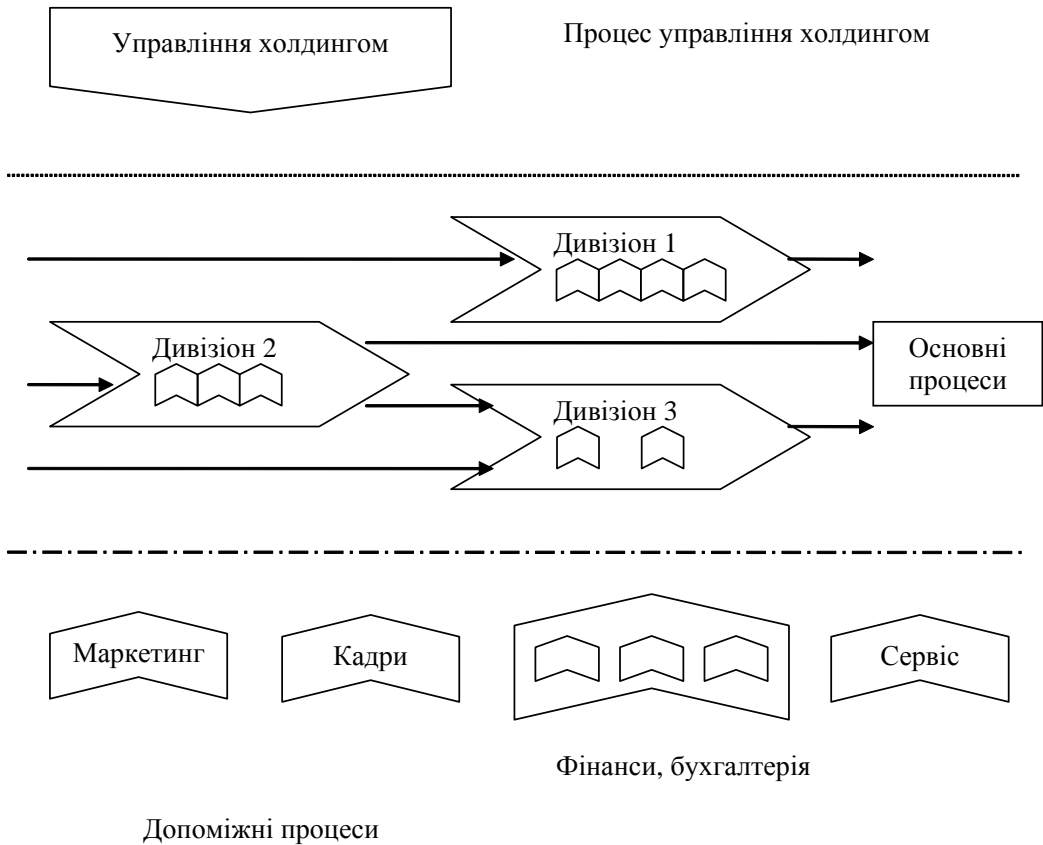 Управління холдингом
Процес управління холдингом
Дивізіон 1
Дивізіон 2
Основні
процеси
Дивізіон 3
Маркетинг
Кадри
Сервіс
Фінанси, бухгалтерія
Допоміжні процеси